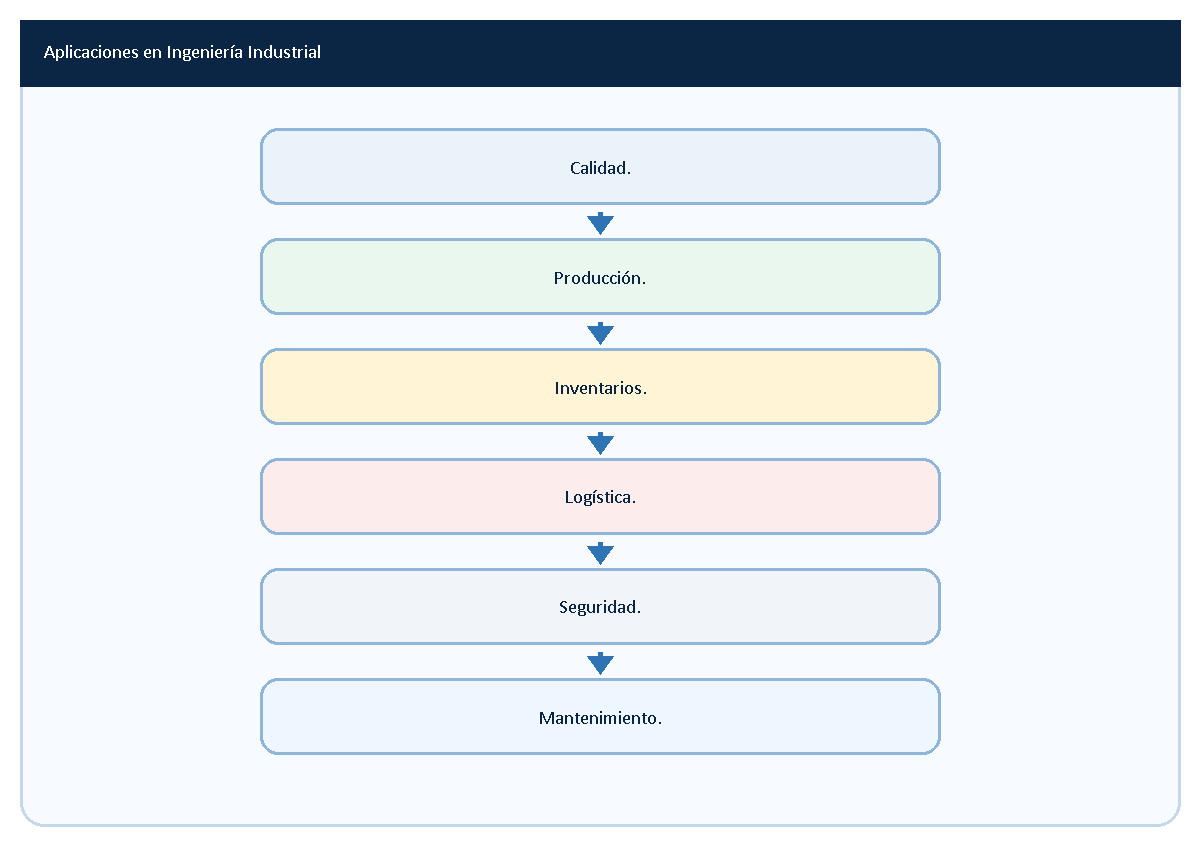 Aplicaciones en Ingeniería Industrial
Calidad.
Producción.
Inventarios.
Logística.
Seguridad.
Mantenimiento.